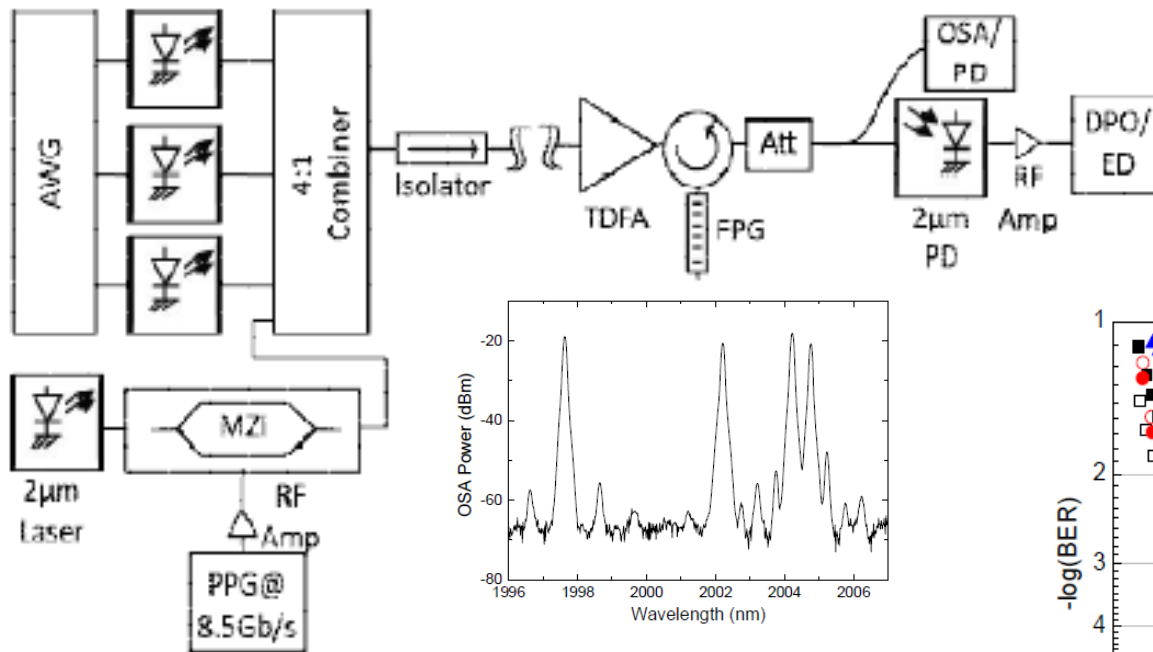 AWG
4:1
Combiner
Isolator
TDFA
FPG
Att
OSA/
PD
2µm
PD
RF
Amp
DPO/
ED
2µm
Laser
MZI
RF
Amp
PPG@
8.5Gb/s
OSA Power (dBm)
-20
-40
-60
-80
1996
1998
2000
2002
2004
2006
Wavelength (nm)
-log(BER)
1
2
3
4